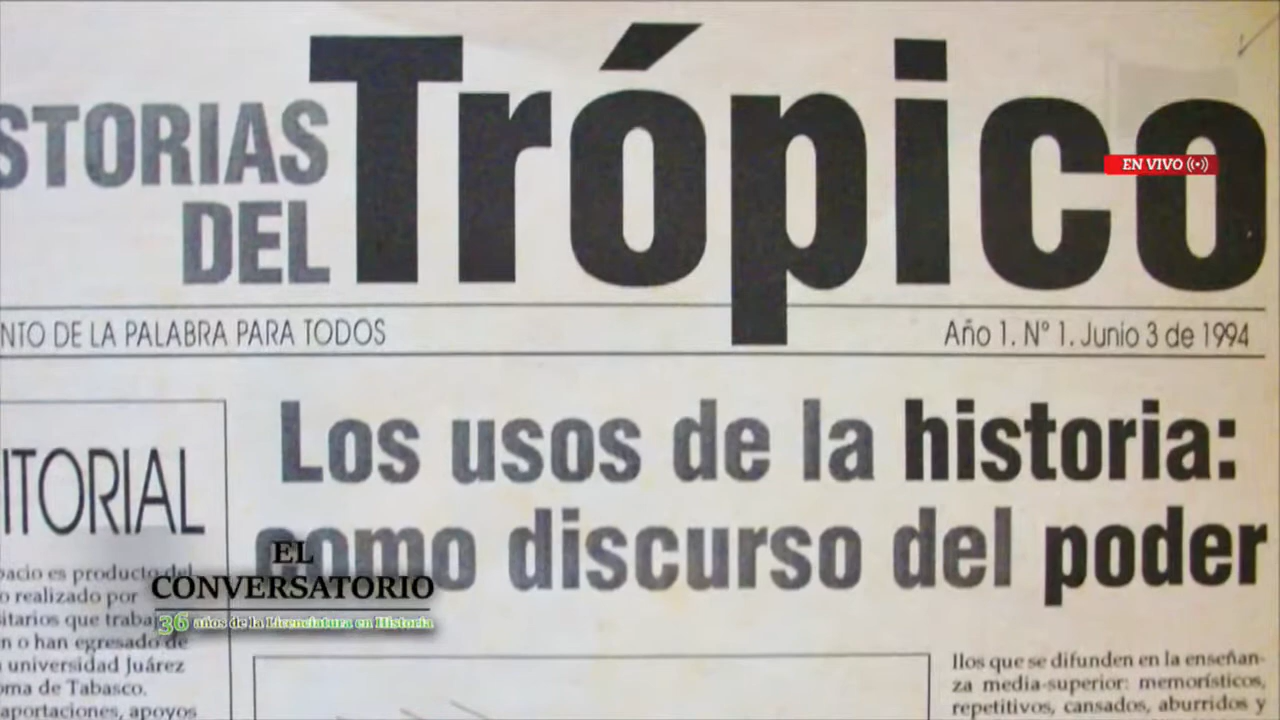 STORIAS
DEL
Trópico
EN VIVO
NTO DE LA PALABRA PARA TODOS
Año 1. Nº 1. Junio 3 de 1994
Los usos de la historia:
como discurso del poder
ITORIAL
pacio es producto del
o realizado por
sitarios que traba
n o han egresado de
universidad Juárez
oma de Tabasco.
aportaciones, apoyos
EL
CONVERSATORIO
36 años de la Licenciatura en Historia
llos que se difunden en la enseñan-
za media-superior: memorísticos,
repetitivos, cansados, aburridos y